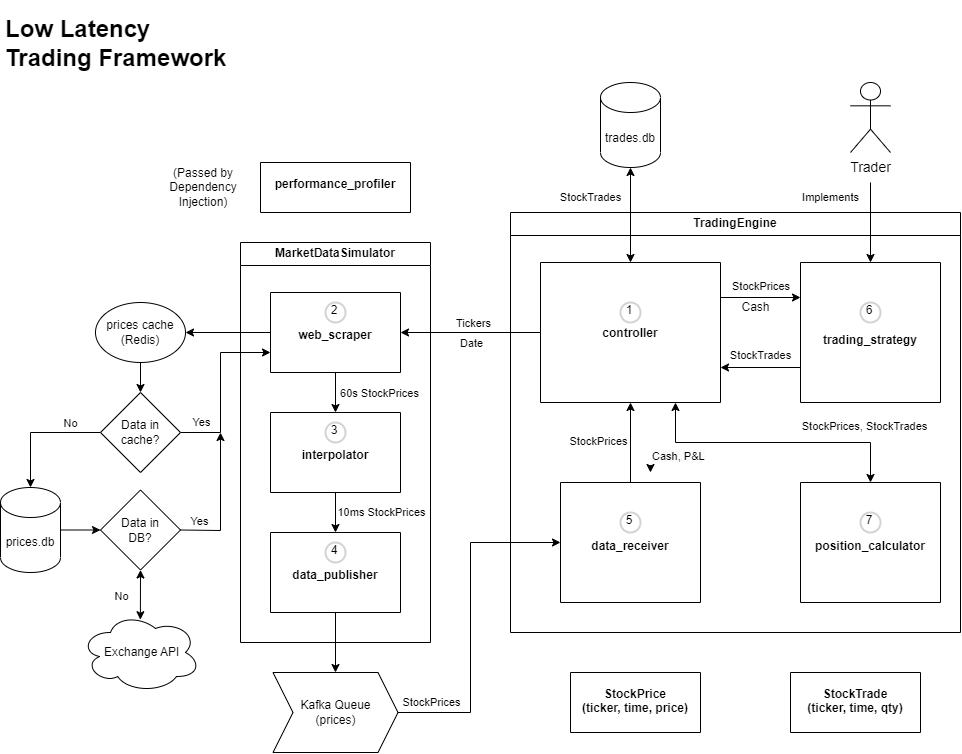 Low Latency
Trading Framework
trades.db
Trader
(Passed by
Dependency
Injection)
performance_profiler
StockTrades
Implements
TradingEngine
MarketDataSimulator
2
web_scraper
prices cache
(Redis)
Tickers
Date
1
controller
StockPrices
Cash
6
trading_strategy
StockTrades
60s StockPrices
No
Data in
cache?
Yes
3
interpolator
StockPrices
StockPrices, StockTrades
Cash, P&L
10ms StockPrices
prices.db
Data in
DB?
Yes
4
data_publisher
5
data_receiver
7
position_calculator
No
Exchange API
Kafka Queue
(prices)
StockPrices
StockPrice
(ticker, time, price)
StockTrade
(ticker, time, qty)